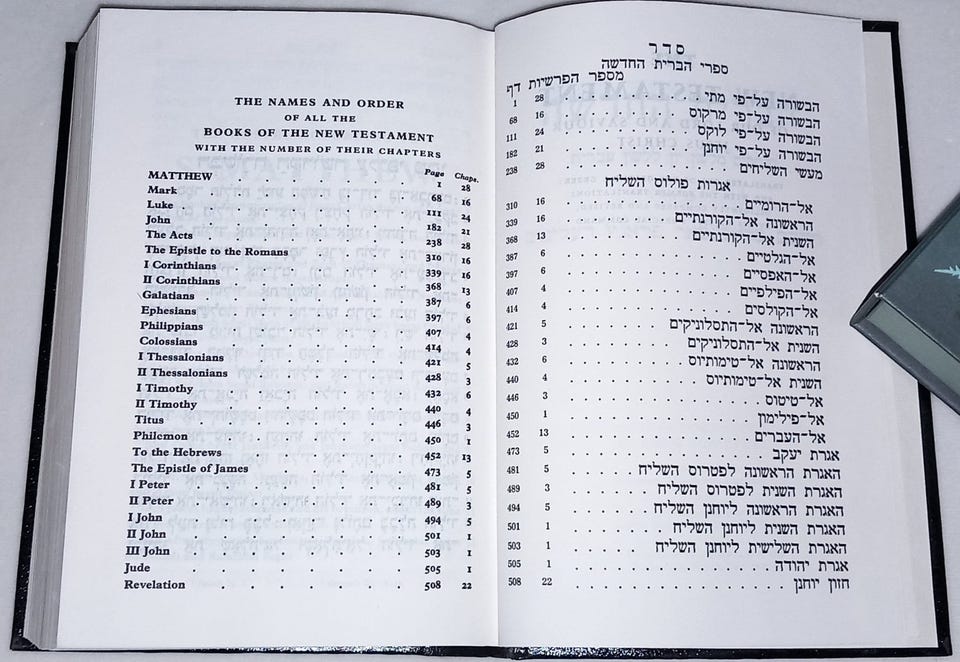 THE NAMES AND ORDER
OF ALL THE
BOOKS OF THE NEW TESTAMENT
WITH THE NUMBER OF THEIR CHAPTERS
Page Chaps.
MATTHEW 1 28
Mark 68 16
Luke 111 24
John 182 21
The Acts 238 28
The Epistle to the Romans 310 16
I Corinthians 339 16
II Corinthians 368 13
Galatians 387 6
Ephesians 397 6
Philippians 407 4
Colossians 414 4
I Thessalonians 421 5
II Thessalonians 428 3
I Timothy 432 6
II Timothy 440 4
Titus 446 3
Philemon 450 1
To the Hebrews 452 13
The Epistle of James 473 5
I Peter 481 5
II Peter 489 3
I John 494 5
II John 501 1
III John 503 1
Jude 505 1
Revelation 508 22
סדר
ספרי הברית החדשה
מספר הפרשיות דף
הבשורה על־פי מתי 28 1
הבשורה על־פי מרקוס 16 68
הבשורה על־פי לוקס 24 111
הבשורה על־פי יוחנן 21 182
מעשי השליחים 28 238
אגרות פולוס השליח
אל־הרומיים 16 310
הראשונה אל־הקורנתיים 16 339
השנית אל־הקורנתיים 13 368
אל־הגלטיים 6 387
אל־האפסיים 6 397
אל־הפילפיים 4 407
אל־הקולסים 4 414
הראשונה אל־התסלוניקים 5 421
השנית אל־התסלוניקים 3 428
הראשונה אל־טימותיוס 6 432
השנית אל־טימותיוס 4 440
אל־טיטוס 3 446
אל־פילימון 1 450
אל־העברים 13 452
אגרת יעקב 5 473
האגרת הראשונה לפטרוס השליח 5 481
האגרת השנית לפטרוס השליח 3 489
האגרת הראשונה ליוחנן השליח 5 494
האגרת השנית ליוחנן השליח 1 501
האגרת השלישית ליוחנן השליח 1 503
אגרת יהודה 1 505
חזון יוחנן 22 508